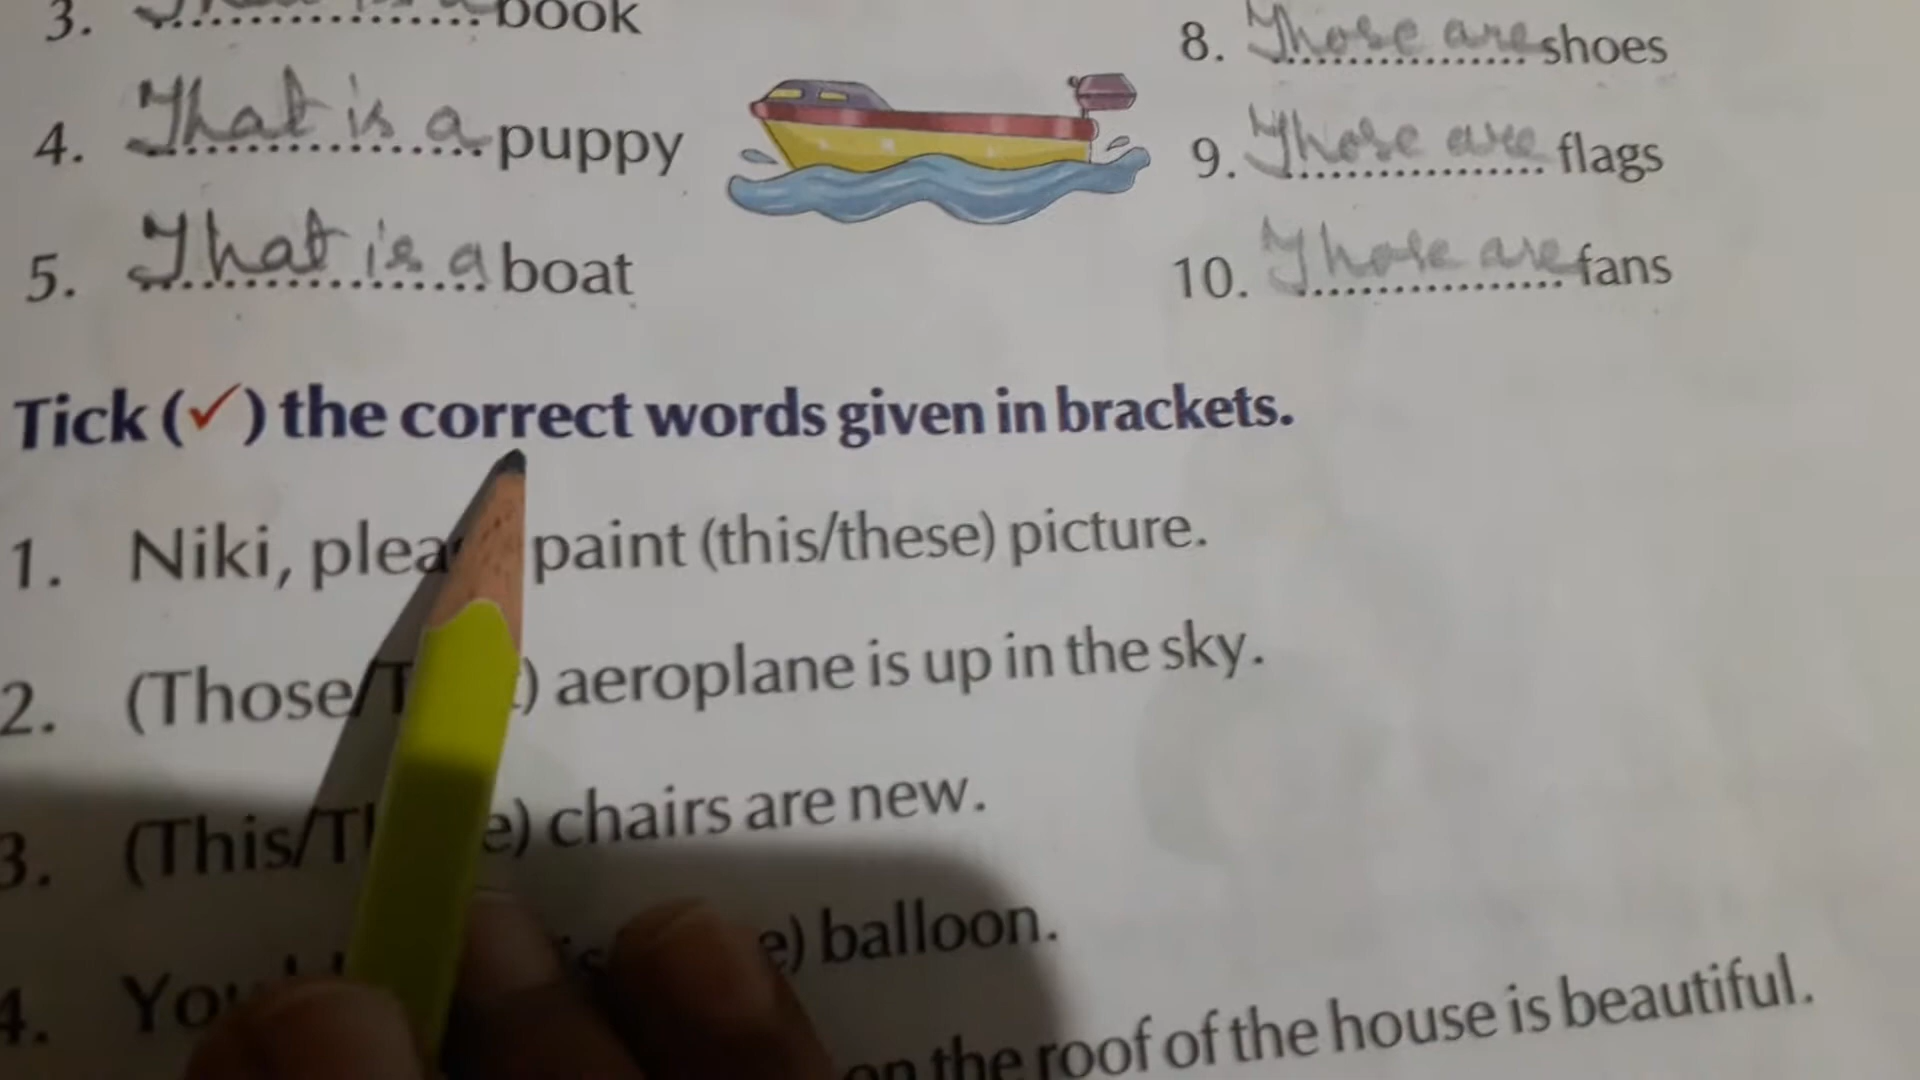 3. book
4. That is a puppy
5. That is a boat
8. Those are shoes
9. Those are flags
10. Those are fans
Tick (✓) the correct words given in brackets.
1. Niki, paint (this/these) picture.
2. (Those/ ) aeroplane is up in the sky.
3. (This/ ) chairs are new.
4. balloon.
on the roof of the house is beautiful.